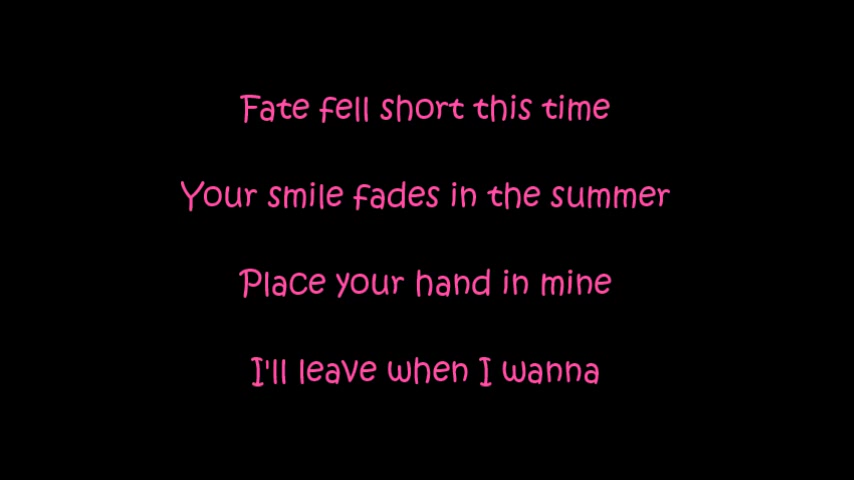 Fate fell short this time
Your smile fades in the summer
Place your hand in mine
I'll leave when I wanna